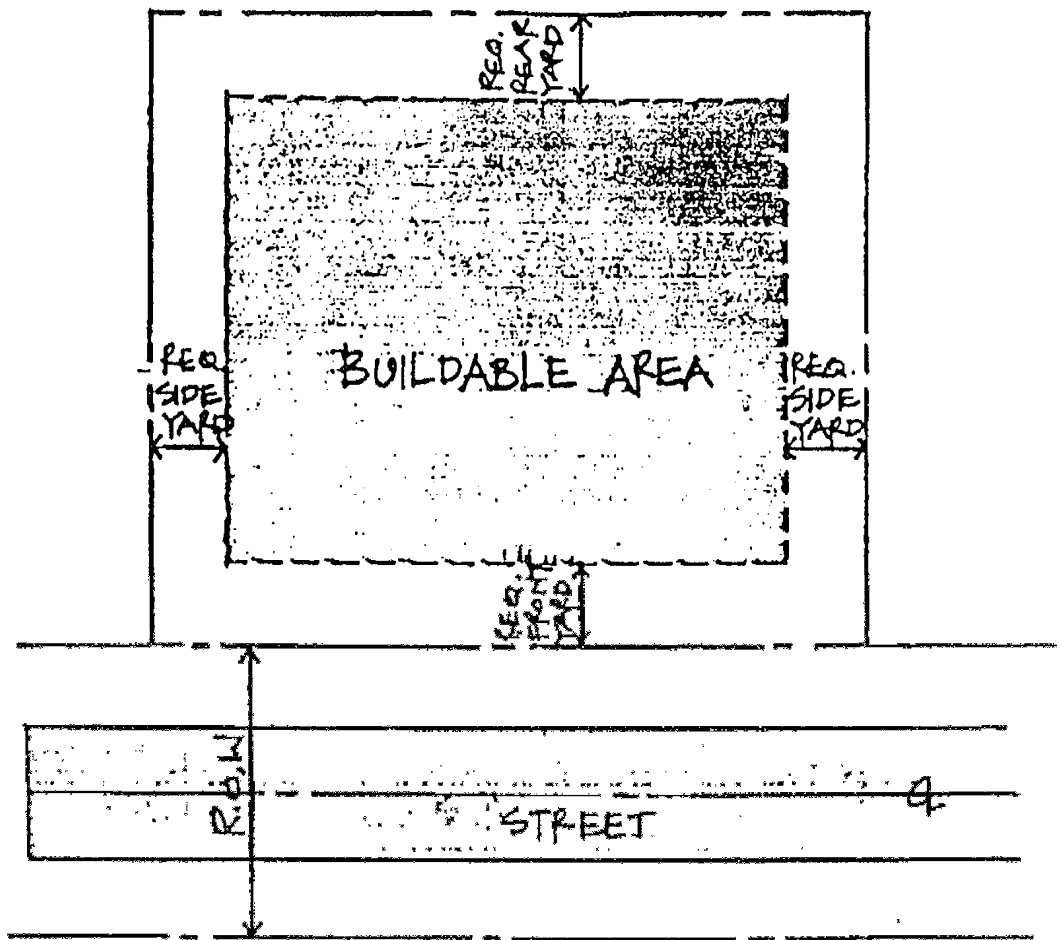 REQ.
REAR
YARD
REQ.
SIDE
YARD
BUILDABLE AREA
REQ.
SIDE
YARD
REQ.
FRONT
YARD
R.O.W
℄
STREET